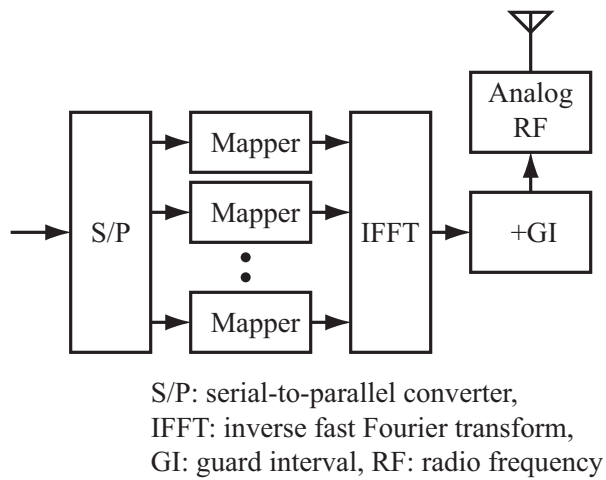 Analog
RF
Mapper
Mapper
S/P
IFFT
+GI
Mapper
S/P: serial-to-parallel converter,
IFFT: inverse fast Fourier transform,
GI: guard interval, RF: radio frequency